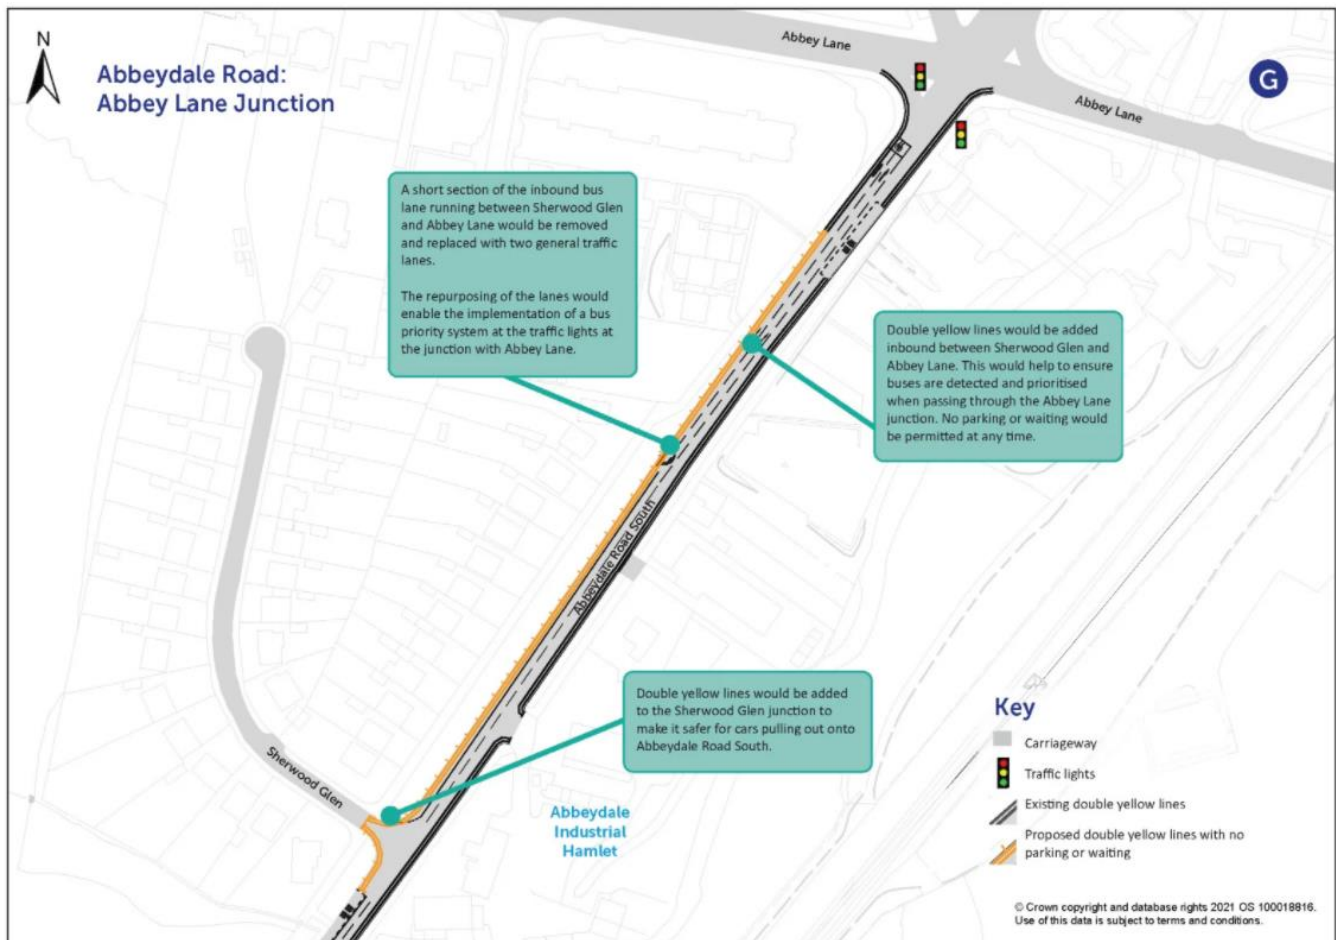 N
Abbeydale Road:
Abbey Lane Junction
Abbey Lane
G
Abbey Lane
A short section of the inbound bus
lane running between Sherwood Glen
and Abbey Lane would be removed
and replaced with two general traffic
lanes.
The repurposing of the lanes would
enable the implementation of a bus
priority system at the traffic lights at
the junction with Abbey Lane.
Double yellow lines would be added
inbound between Sherwood Glen and
Abbey Lane. This would help to ensure
buses are detected and prioritised
when passing through the Abbey Lane
junction. No parking or waiting would
be permitted at any time.
Abbeydale Road South
Double yellow lines would be added
to the Sherwood Glen junction to
make it safer for cars pulling out onto
Abbeydale Road South.
Sherwood Glen
Abbeydale
Industrial
Hamlet
Key
Carriageway
Traffic lights
Existing double yellow lines
Proposed double yellow lines with no
parking or waiting
© Crown copyright and database rights 2021 OS 100018816.
Use of this data is subject to terms and conditions.